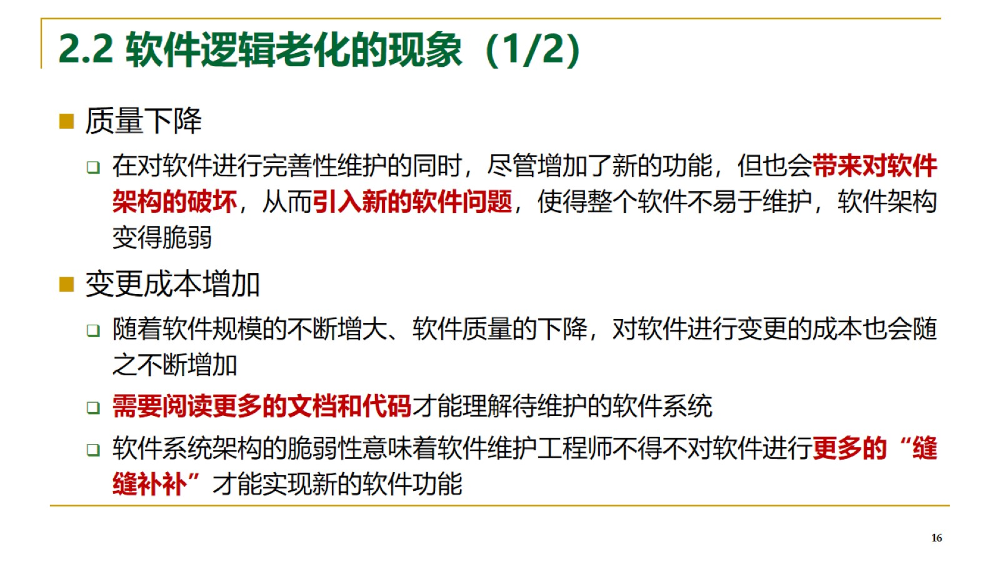 2.2 软件逻辑老化的现象（1/2）
质量下降
在对软件进行完善性维护的同时，尽管增加了新的功能，但也会带来对软件
架构的破坏，从而引入新的软件问题，使得整个软件不易于维护，软件架构
变得脆弱
变更成本增加
随着软件规模的不断增大、软件质量的下降，对软件进行变更的成本也会随
之不断增加
需要阅读更多的文档和代码才能理解待维护的软件系统
软件系统架构的脆弱性意味着软件维护工程师不得不对软件进行更多的“缝
缝补补”才能实现新的软件功能
16